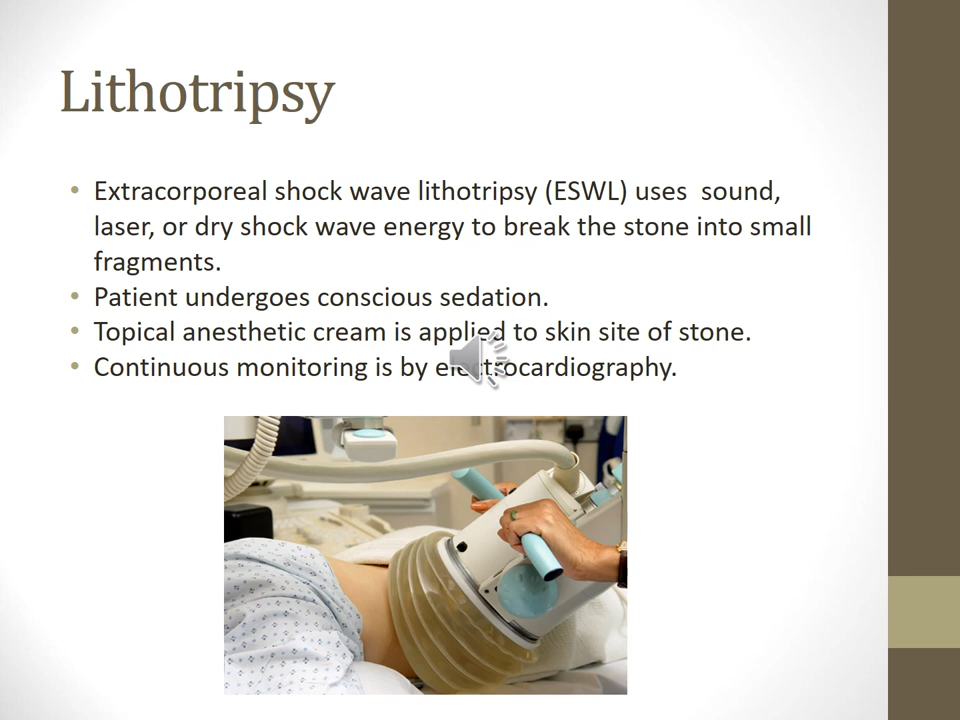 Lithotripsy
• Extracorporeal shock wave lithotripsy (ESWL) uses  sound,
laser, or dry shock wave energy to break the stone into small
fragments.
• Patient undergoes conscious sedation.
• Topical anesthetic cream is applied to skin site of stone.
• Continuous monitoring is by electrocardiography.